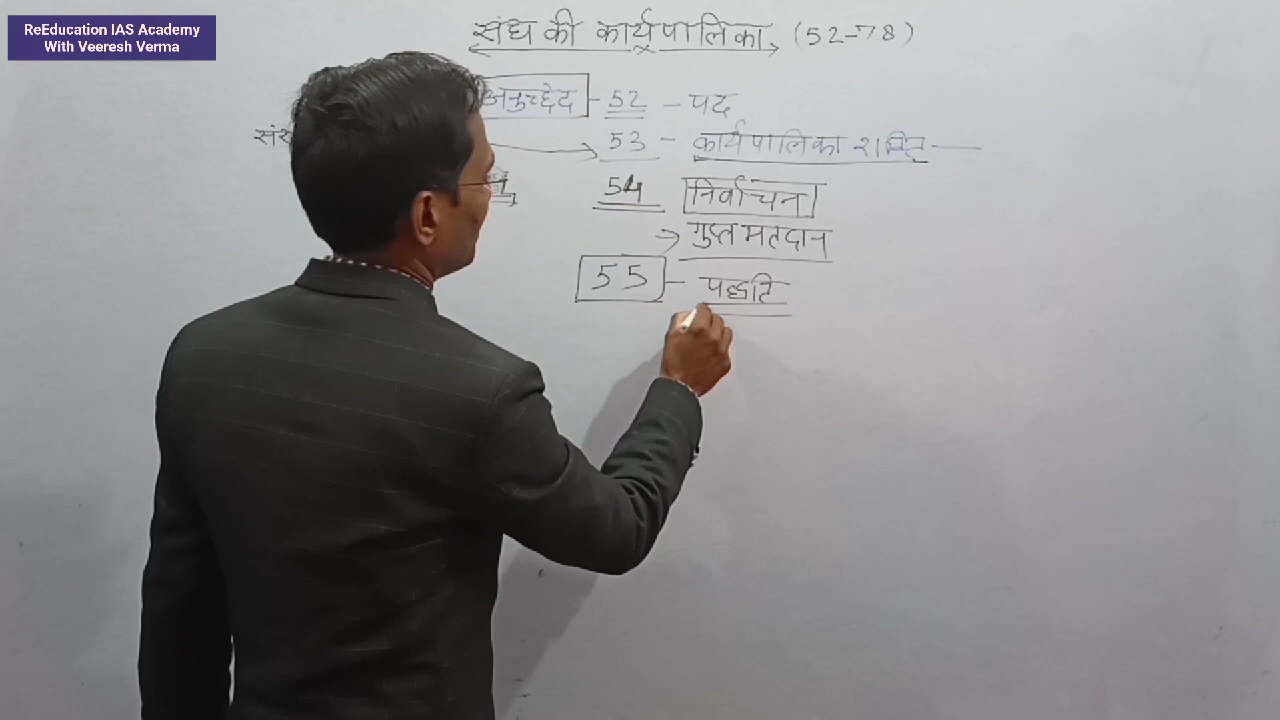 ReEducation IAS Academy
With Veeresh Verma
संघ की कार्यपालिका (52-78)
अनुच्छेद - 52 - पद
53 - कार्यपालिका शक्ति
54 निर्वाचन
→ गुप्त मतदान
55 - पद्धति